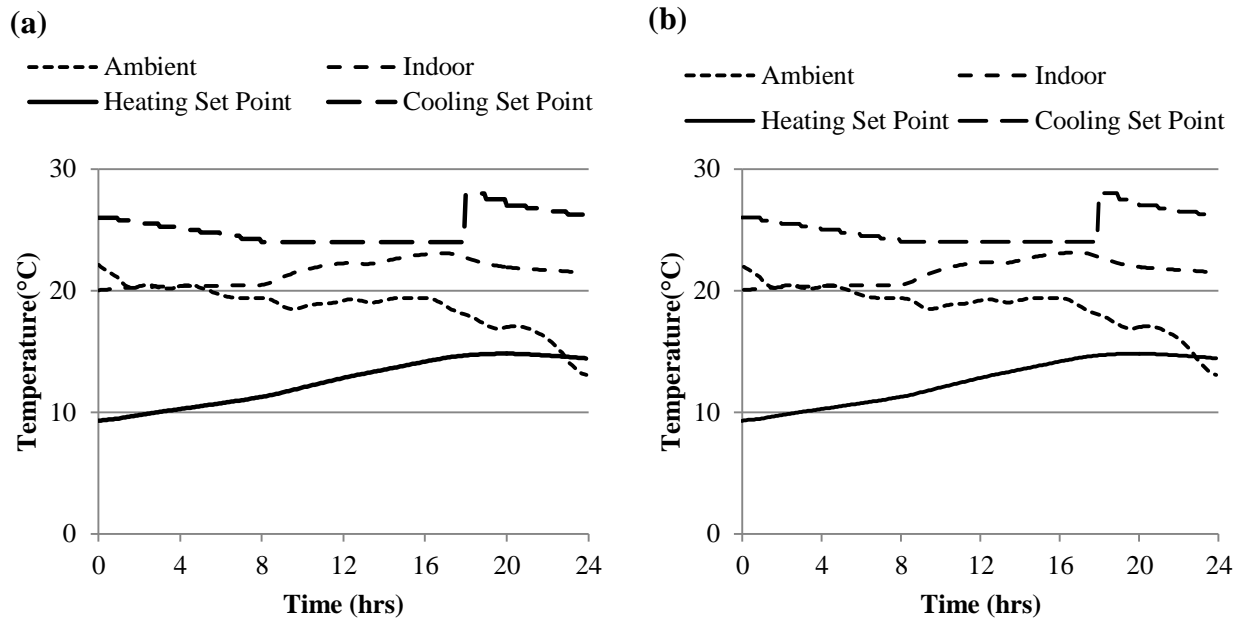 (a)
Ambient Indoor
Heating Set Point Cooling Set Point
30
20
10
0
Temperature(°C)
0 4 8 12 16 20 24
Time (hrs)
(b)
Ambient Indoor
Heating Set Point Cooling Set Point
30
20
10
0
Temperature(°C)
0 4 8 12 16 20 24
Time (hrs)